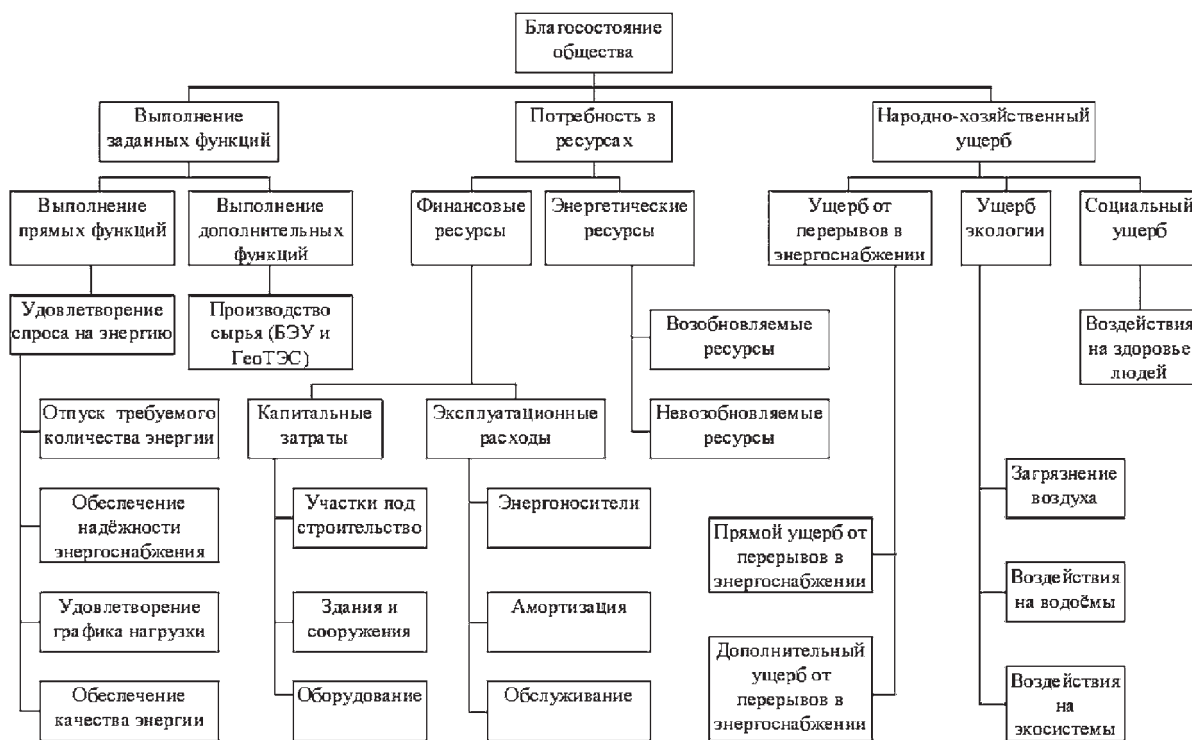 Благосостояние
общества
Выполнение
заданных функций
Потребность в
ресурсах
Народно-хозяйственный
ущерб
Выполнение
прямых функций
Выполнение
дополнительных
функций
Финансовые
ресурсы
Энергетические
ресурсы
Ущерб от
перерывов в
энергоснабжении
Ущерб
экологии
Социальный
ущерб
Удовлетворение
спроса на энергию
Производство
сырья (БЭУ и
ГеоТЭС)
Возобновляемые
ресурсы
Воздействия
на здоровье
людей
Отпуск требуемого
количества энергии
Капитальные
затраты
Эксплуатационные
расходы
Невозобновляемые
ресурсы
Обеспечение
надёжности
энергоснабжения
Участки под
строительство
Энергоносители
Прямой ущерб от
перерывов в
энергоснабжении
Загрязнение
воздуха
Удовлетворение
графика нагрузки
Здания и
сооружения
Амортизация
Воздействия
на водоёмы
Обеспечение
качества энергии
Оборудование
Обслуживание
Дополнительный
ущерб от
перерывов в
энергоснабжении
Воздействия
на
экосистемы